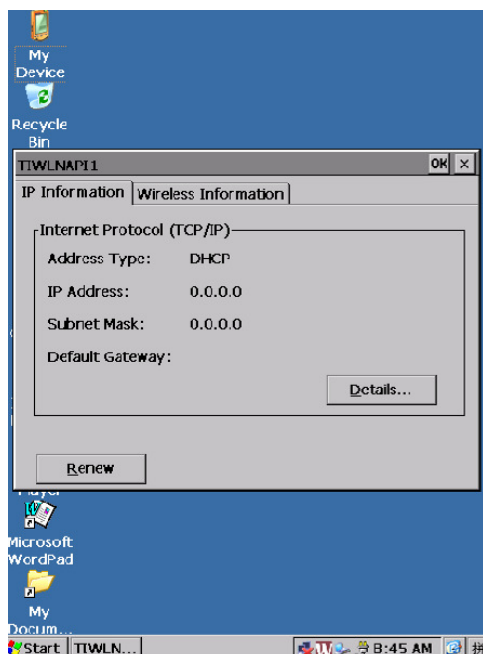 My
Device
Recycle
Bin
TIWLNAPI1
OK
IP Information
Wireless Information
Internet Protocol (TCP/IP)
Address Type: DHCP
IP Address: 0.0.0.0
Subnet Mask: 0.0.0.0
Default Gateway:
Details...
Renew
Player
Microsoft
WordPad
My
Docum...
Start
TIWLN...
8:45 AM
拼